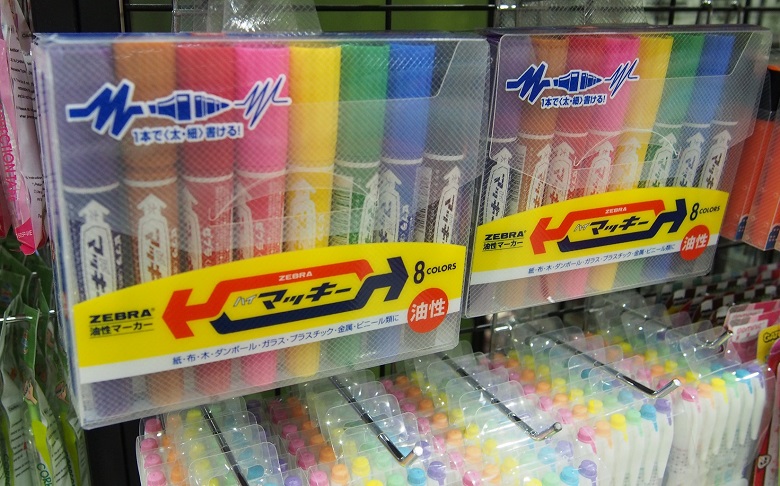 1本で〈太・細〉書ける!
ZEBRA
油性マーカー
ZEBRA
ハイ マッキー
8 COLORS
油性
紙・布・木・ダンボール・ガラス・プラスチック・金属・ビニール類に
1本で〈太・細〉書ける!
ZEBRA
油性マーカー
ZEBRA
ハイ マッキー
8 COLORS
油性
紙・布・木・ダンボール・ガラス・プラスチック・金属・ビニール類に